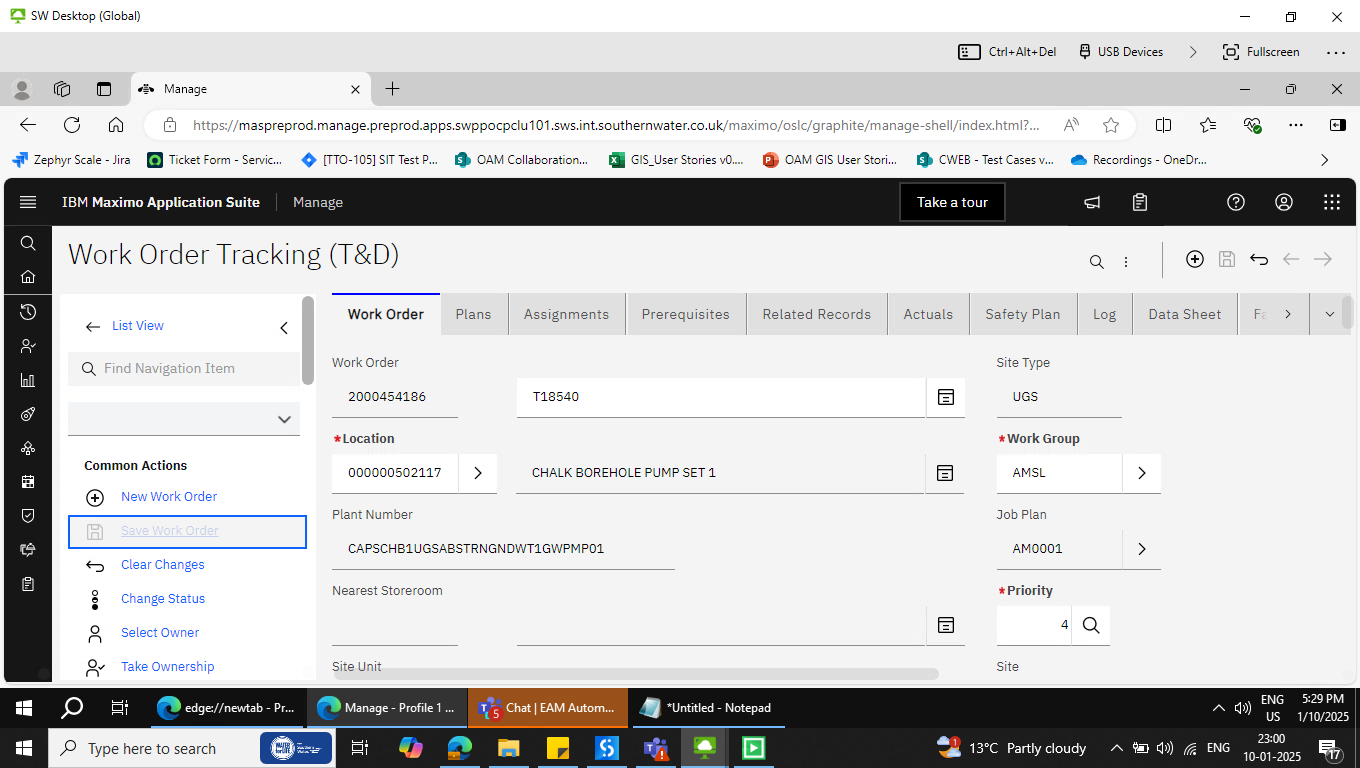 SW Desktop (Global)
Ctrl+Alt+Del USB Devices Fullscreen
Manage
https://maspreprod.manage.preprod.apps.swppocpclu101.sws.int.southernwater.co.uk/maximo/oslc/graphite/manage-shell/index.html?...
Zephyr Scale - Jira Ticket Form - Servic... [TTO-105] SIT Test P... OAM Collaboration... GIS_User Stories v0.... OAM GIS User Stori... CWEB - Test Cases v... Recordings - OneDr...
IBM Maximo Application Suite Manage Take a tour
Work Order Tracking (T&D)
List View
Find Navigation Item
Common Actions
New Work Order
Save Work Order
Clear Changes
Change Status
Select Owner
Take Ownership
Work Order Plans Assignments Prerequisites Related Records Actuals Safety Plan Log Data Sheet Fa
Work Order Site Type
2000454186 T18540 UGS
*Location *Work Group
000000502117 CHALK BOREHOLE PUMP SET 1 AMSL
Plant Number Job Plan
CAPSCHB1UGSABSTRNGNDWT1GWPMP01 AM0001
Nearest Storeroom *Priority
4
Site Unit Site
edge://newtab - Pr... Manage - Profile 1 ... 5 Chat | EAM Autom... *Untitled - Notepad ENG US 5:29 PM 1/10/2025
Type here to search 1 13°C Partly cloudy ENG 23:00 10-01-2025 17